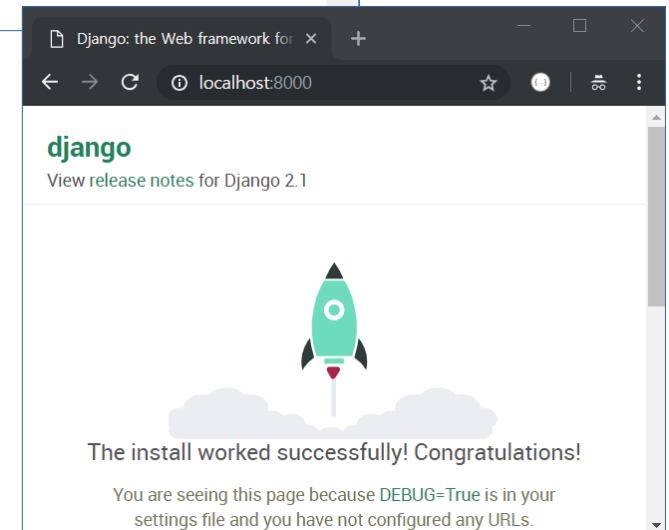 Django: the Web framework for
localhost:8000
django
View release notes for Django 2.1
The install worked successfully! Congratulations!
You are seeing this page because DEBUG=True is in your
settings file and you have not configured any URLs.